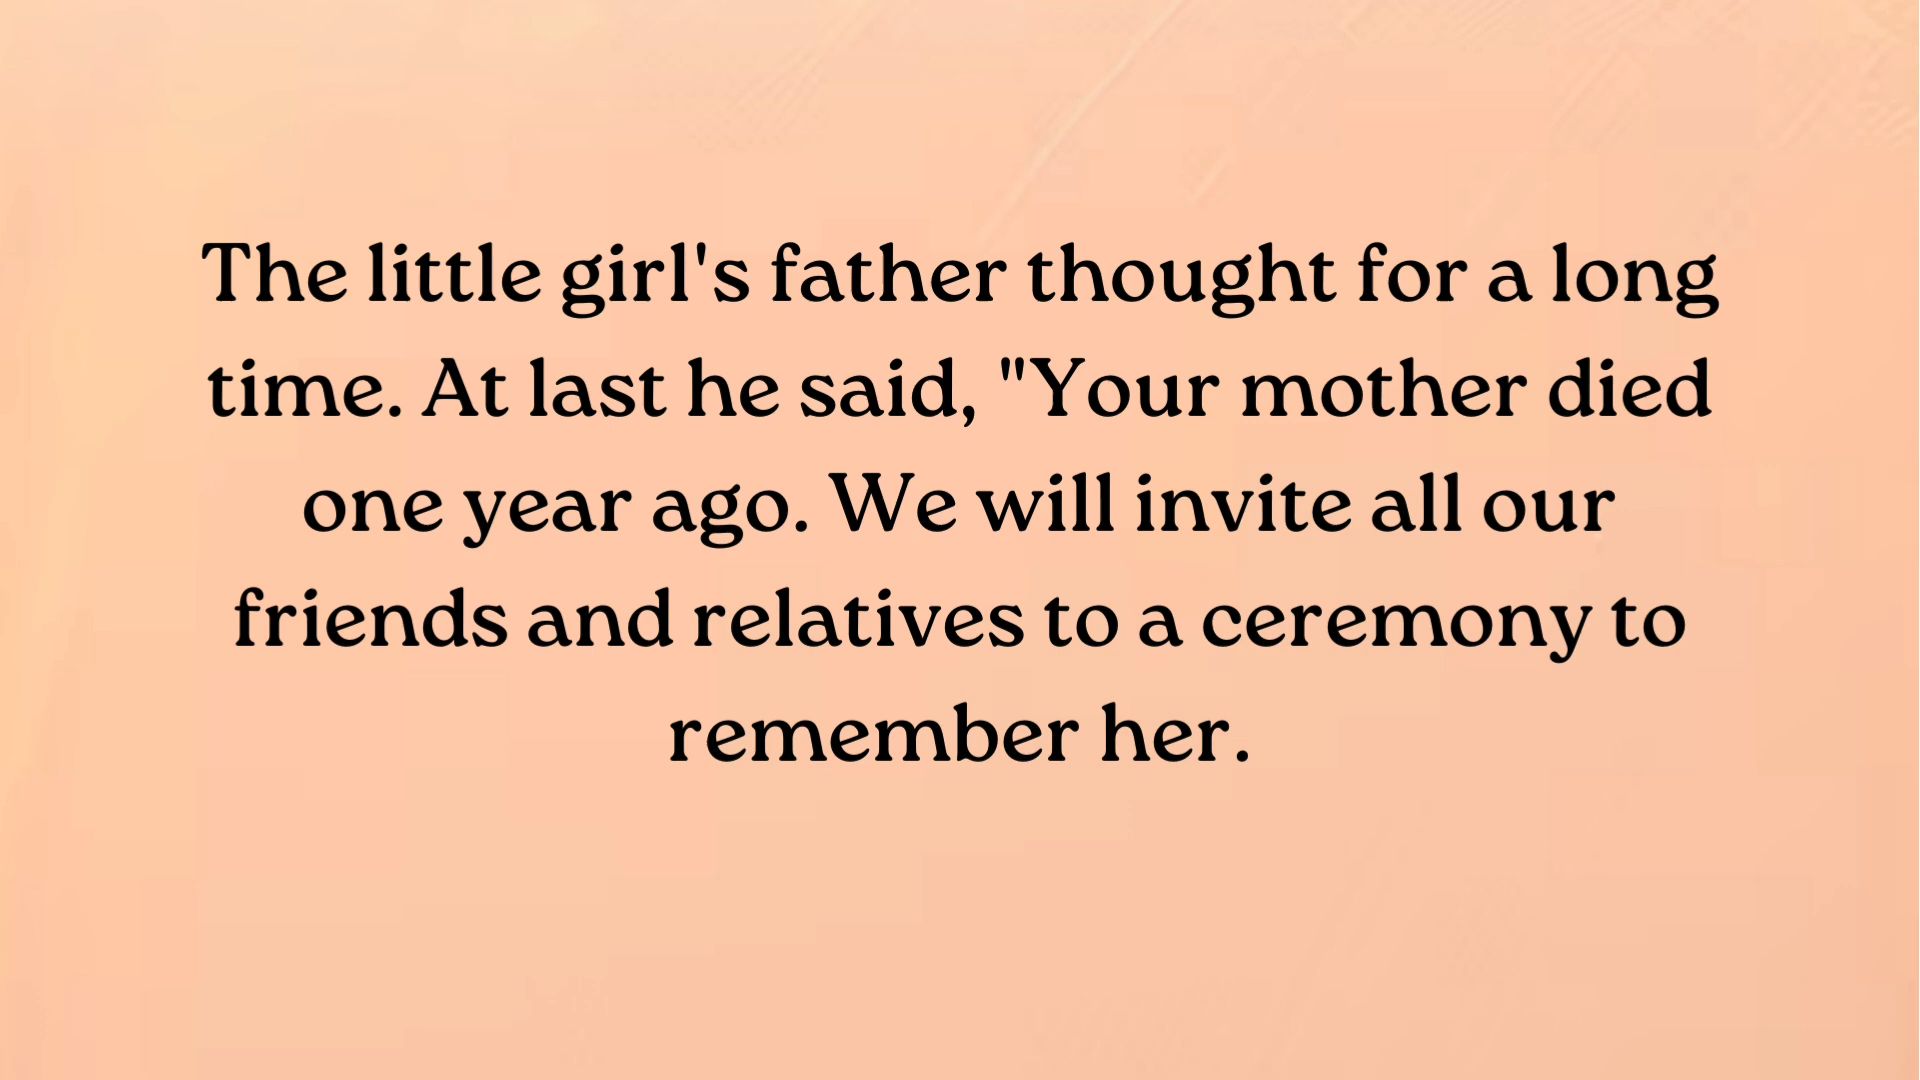 The little girl's father thought for a long
time. At last he said, "Your mother died
one year ago. We will invite all our
friends and relatives to a ceremony to
remember her.